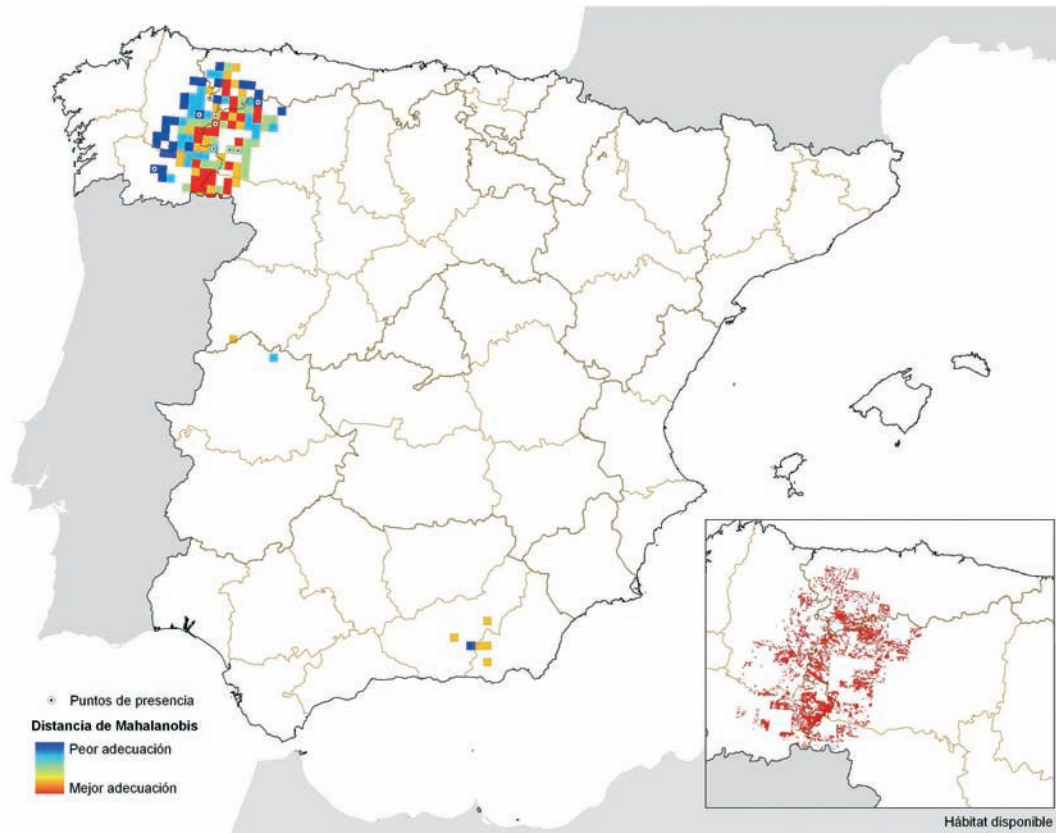 Puntos de presencia
Distancia de Mahalanobis
Peor adecuación
Mejor adecuación
Hábitat disponible